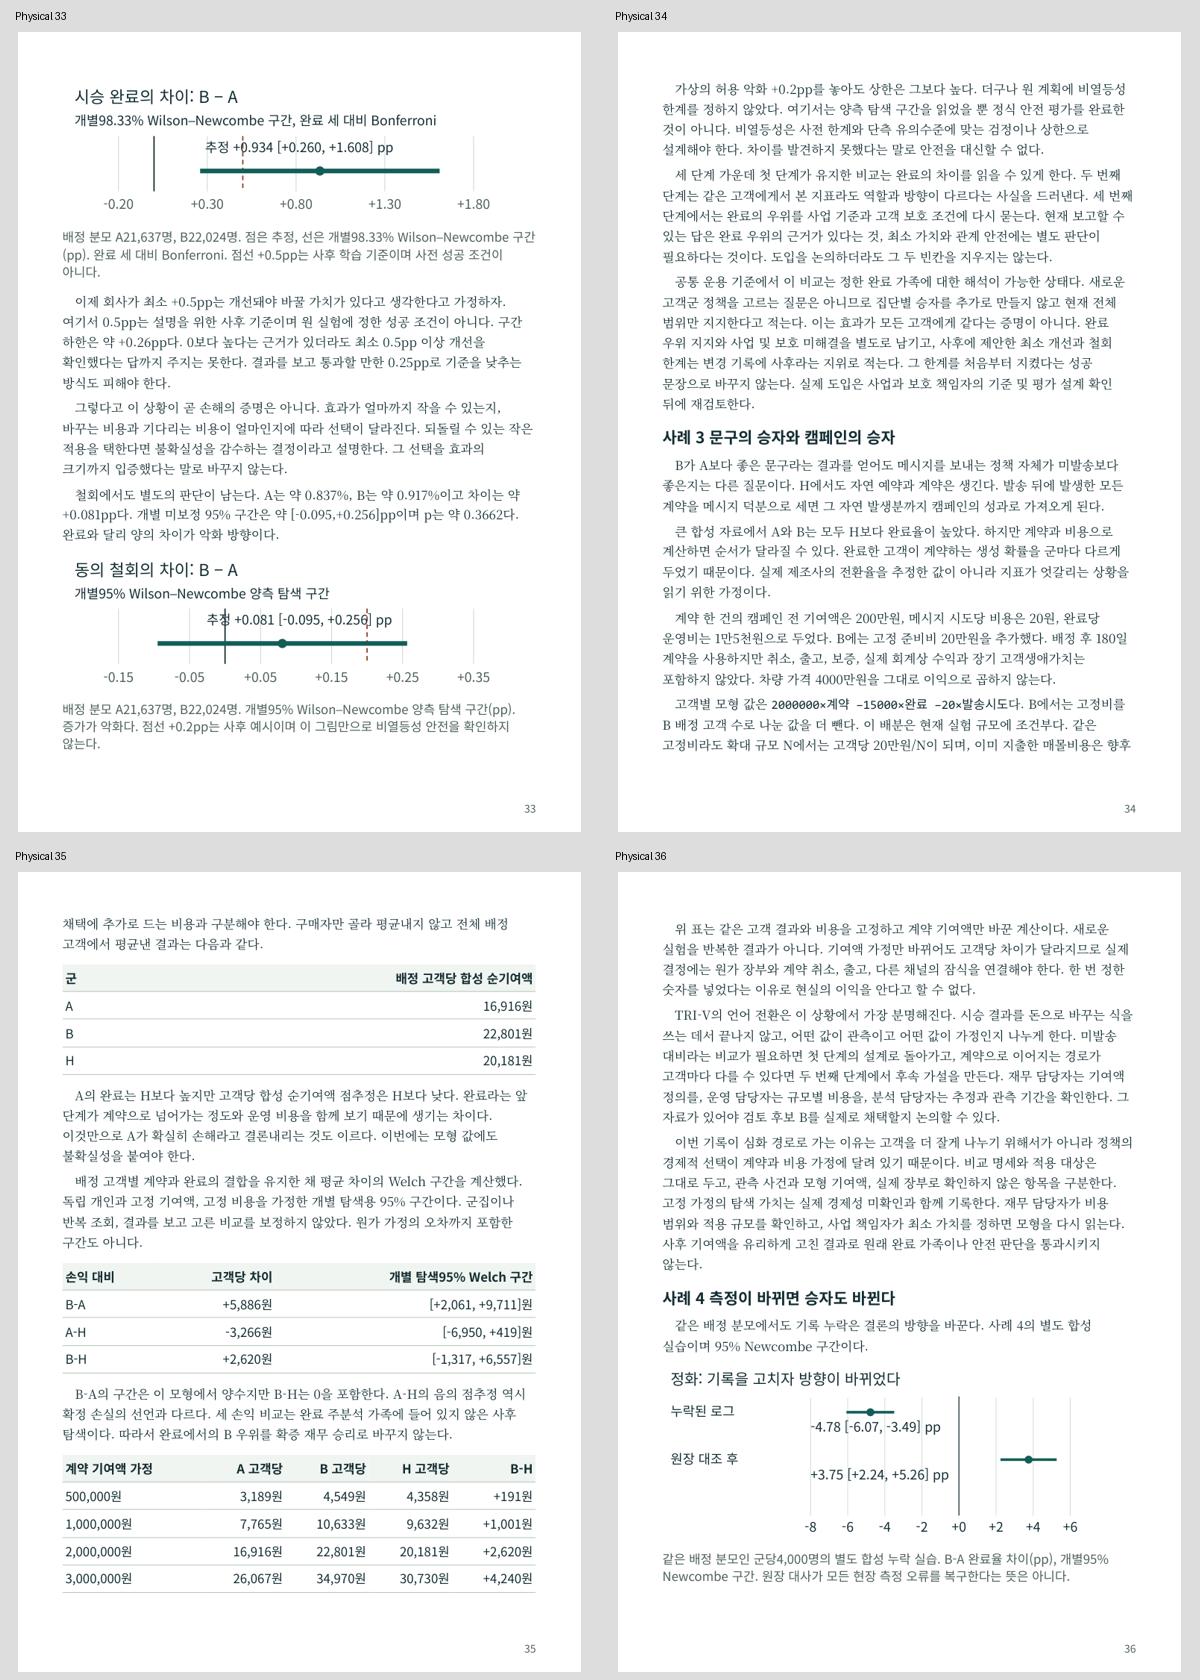 Physical 33
시승 완료의 차이: B − A
개별98.33% Wilson–Newcombe 구간, 완료 세 대비 Bonferroni
추정 +0.934 [+0.260, +1.608] pp
-0.20 +0.30 +0.80 +1.30 +1.80
배정 분모 A21,637명, B22,024명. 점은 추정, 선은 개별98.33% Wilson–Newcombe 구간
(pp). 완료 세 대비 Bonferroni. 점선 +0.5pp는 사후 학습 기준이며 사전 성공 조건이
아니다.
이제 회사가 최소 +0.5pp는 개선돼야 바꿀 가치가 있다고 생각한다고 가정하자.
여기서 0.5pp는 설명을 위한 사후 기준이며 원 실험에 정한 성공 조건이 아니다. 구간
하한은 약 +0.26pp다. 0보다 높다는 근거가 있더라도 최소 0.5pp 이상 개선을
확인했다는 답까지 주지는 못한다. 결과를 보고 통과할 만한 0.25pp로 기준을 낮추는
방식도 피해야 한다.
그렇다고 이 상황이 곧 손해의 증명은 아니다. 효과가 얼마까지 작을 수 있는지,
바꾸는 비용과 기다리는 비용이 얼마인지에 따라 선택이 달라진다. 되돌릴 수 있는 작은
적용을 택한다면 불확실성을 감수하는 결정이라고 설명한다. 그 선택을 효과의
크기까지 입증했다는 말로 바꾸지 않는다.
철회에서도 별도의 판단이 남는다. A는 약 0.837%, B는 약 0.917%이고 차이는 약
+0.081pp다. 개별 미보정 95% 구간은 약 [-0.095,+0.256]pp이며 p는 약 0.3662다.
완료와 달리 양의 차이가 악화 방향이다.
동의 철회의 차이: B − A
개별95% Wilson–Newcombe 양측 탐색 구간
추정 +0.081 [-0.095, +0.256] pp
-0.15 -0.05 +0.05 +0.15 +0.25 +0.35
배정 분모 A21,637명, B22,024명. 개별95% Wilson–Newcombe 양측 탐색 구간(pp).
증가가 악화다. 점선 +0.2pp는 사후 예시이며 이 그림만으로 비열등성 안전을 확인하지
않는다.
33
Physical 34
가상의 허용 악화 +0.2pp를 놓아도 상한은 그보다 높다. 더구나 원 계획에 비열등성
한계를 정하지 않았다. 여기서는 양측 탐색 구간을 읽었을 뿐 정식 안전 평가를 완료한
것이 아니다. 비열등성은 사전 한계와 단측 유의수준에 맞는 검정이나 상한으로
설계해야 한다. 차이를 발견하지 못했다는 말로 안전을 대신할 수 없다.
세 단계 가운데 첫 단계가 유지한 비교는 완료의 차이를 읽을 수 있게 한다. 두 번째
단계는 같은 고객에게서 본 지표라도 역할과 방향이 다르다는 사실을 드러낸다. 세 번째
단계에서는 완료의 우위를 사업 기준과 고객 보호 조건에 다시 묻는다. 현재 보고할 수
있는 답은 완료 우위의 근거가 있다는 것, 최소 가치와 관계 안전에는 별도 판단이
필요하다는 것이다. 도입을 논의하더라도 그 두 빈칸을 지우지는 않는다.
공통 운용 기준에서 이 비교는 정한 완료 가족에 대한 해석이 가능한 상태다. 새로운
고객군 정책을 고르는 질문은 아니므로 집단별 승자를 추가로 만들지 않고 현재 전체
범위만 지지한다고 적는다. 이는 효과가 모든 고객에게 같다는 증명이 아니다. 완료
우위 지지와 사업 및 보호 미해결을 별도로 남기고, 사후에 제안한 최소 개선과 철회
한계는 변경 기록에 사후라는 지위로 적는다. 그 한계를 처음부터 지켰다는 성공
문장으로 바꾸지 않는다. 실제 도입은 사업과 보호 책임자의 기준 및 평가 설계 확인
뒤에 재검토한다.
사례 3 문구의 승자와 캠페인의 승자
B가 A보다 좋은 문구라는 결과를 얻어도 메시지를 보내는 정책 자체가 미발송보다
좋은지는 다른 질문이다. H에서도 자연 예약과 계약은 생긴다. 발송 뒤에 발생한 모든
계약을 메시지 덕분으로 세면 그 자연 발생분까지 캠페인의 성과로 가져오게 된다.
큰 합성 자료에서 A와 B는 모두 H보다 완료율이 높았다. 하지만 계약과 비용으로
계산하면 순서가 달라질 수 있다. 완료한 고객이 계약하는 생성 확률을 군마다 다르게
두었기 때문이다. 실제 제조사의 전환율을 추정한 값이 아니라 지표가 엇갈리는 상황을
읽기 위한 가정이다.
계약 한 건의 캠페인 전 기여액은 200만원, 메시지 시도당 비용은 20원, 완료당
운영비는 1만5천원으로 두었다. B에는 고정 준비비 20만원을 추가했다. 배정 후 180일
계약을 사용하지만 취소, 출고, 보증, 실제 회계상 수익과 장기 고객생애가치는
포함하지 않았다. 차량 가격 4000만원을 그대로 이익으로 곱하지 않는다.
고객별 모형 값은 2000000×계약 −15000×완료 −20×발송시도다. B에서는 고정비를
B 배정 고객 수로 나눈 값을 더 뺀다. 이 배분은 현재 실험 규모에 조건부다. 같은
고정비라도 확대 규모 N에서는 고객당 20만원/N이 되며, 이미 지출한 매몰비용은 향후
34
Physical 35
채택에 추가로 드는 비용과 구분해야 한다. 구매자만 골라 평균내지 않고 전체 배정
고객에서 평균낸 결과는 다음과 같다.
군 배정 고객당 합성 순기여액
A 16,916원
B 22,801원
H 20,181원
A의 완료는 H보다 높지만 고객당 합성 순기여액 점추정은 H보다 낮다. 완료라는 앞
단계가 계약으로 넘어가는 정도와 운영 비용을 함께 보기 때문에 생기는 차이다.
이것만으로 A가 확실히 손해라고 결론내리는 것도 이르다. 이번에는 모형 값에도
불확실성을 붙여야 한다.
배정 고객별 계약과 완료의 결합을 유지한 채 평균 차이의 Welch 구간을 계산했다.
독립 개인과 고정 기여액, 고정 비용을 가정한 개별 탐색용 95% 구간이다. 군집이나
반복 조회, 결과를 보고 고른 비교를 보정하지 않았다. 원가 가정의 오차까지 포함한
구간도 아니다.
손익 대비 고객당 차이 개별 탐색95% Welch 구간
B-A +5,886원 [+2,061, +9,711]원
A-H -3,266원 [-6,950, +419]원
B-H +2,620원 [-1,317, +6,557]원
B-A의 구간은 이 모형에서 양수지만 B-H는 0을 포함한다. A-H의 음의 점추정 역시
확정 손실의 선언과 다르다. 세 손익 비교는 완료 주분석 가족에 들어 있지 않은 사후
탐색이다. 따라서 완료에서의 B 우위를 확증 재무 승리로 바꾸지 않는다.
계약 기여액 가정 A 고객당 B 고객당 H 고객당 B-H
500,000원 3,189원 4,549원 4,358원 +191원
1,000,000원 7,765원 10,633원 9,632원 +1,001원
2,000,000원 16,916원 22,801원 20,181원 +2,620원
3,000,000원 26,067원 34,970원 30,730원 +4,240원
35
Physical 36
위 표는 같은 고객 결과와 비용을 고정하고 계약 기여액만 바꾼 계산이다. 새로운
실험을 반복한 결과가 아니다. 기여액 가정만 바뀌어도 고객당 차이가 달라지므로 실제
결정에는 원가 장부와 계약 취소, 출고, 다른 채널의 잠식을 연결해야 한다. 한 번 정한
숫자를 넣었다는 이유로 현실의 이익을 안다고 할 수 없다.
TRI-V의 언어 전환은 이 상황에서 가장 분명해진다. 시승 결과를 돈으로 바꾸는 식을
쓰는 데서 끝나지 않고, 어떤 값이 관측이고 어떤 값이 가정인지 나누게 한다. 미발송
대비라는 비교가 필요하면 첫 단계의 설계로 돌아가고, 계약으로 이어지는 경로가
고객마다 다를 수 있다면 두 번째 단계에서 후속 가설을 만든다. 재무 담당자는 기여액
정의를, 운영 담당자는 규모별 비용을, 분석 담당자는 추정과 관측 기간을 확인한다. 그
자료가 있어야 검토 후보 B를 실제로 채택할지 논의할 수 있다.
이번 기록이 심화 경로로 가는 이유는 고객을 더 잘게 나누기 위해서가 아니라 정책의
경제적 선택이 계약과 비용 가정에 달려 있기 때문이다. 비교 명세와 적용 대상은
그대로 두고, 관측 사건과 모형 기여액, 실제 장부로 확인하지 않은 항목을 구분한다.
고정 가정의 탐색 가치는 실제 경제성 미확인과 함께 기록한다. 재무 담당자가 비용
범위와 적용 규모를 확인하고, 사업 책임자가 최소 가치를 정하면 모형을 다시 읽는다.
사후 기여액을 유리하게 고친 결과로 원래 완료 가족이나 안전 판단을 통과시키지
않는다.
사례 4 측정이 바뀌면 승자도 바뀐다
같은 배정 분모에서도 기록 누락은 결론의 방향을 바꾼다. 사례 4의 별도 합성
실습이며 95% Newcombe 구간이다.
정화: 기록을 고치자 방향이 바뀌었다
누락된 로그
-4.78 [-6.07, -3.49] pp
원장 대조 후
+3.75 [+2.24, +5.26] pp
-8 -6 -4 -2 +0 +2 +4 +6
같은 배정 분모인 군당4,000명의 별도 합성 누락 실습. B-A 완료율 차이(pp), 개별95%
Newcombe 구간. 원장 대사가 모든 현장 측정 오류를 복구한다는 뜻은 아니다.
36